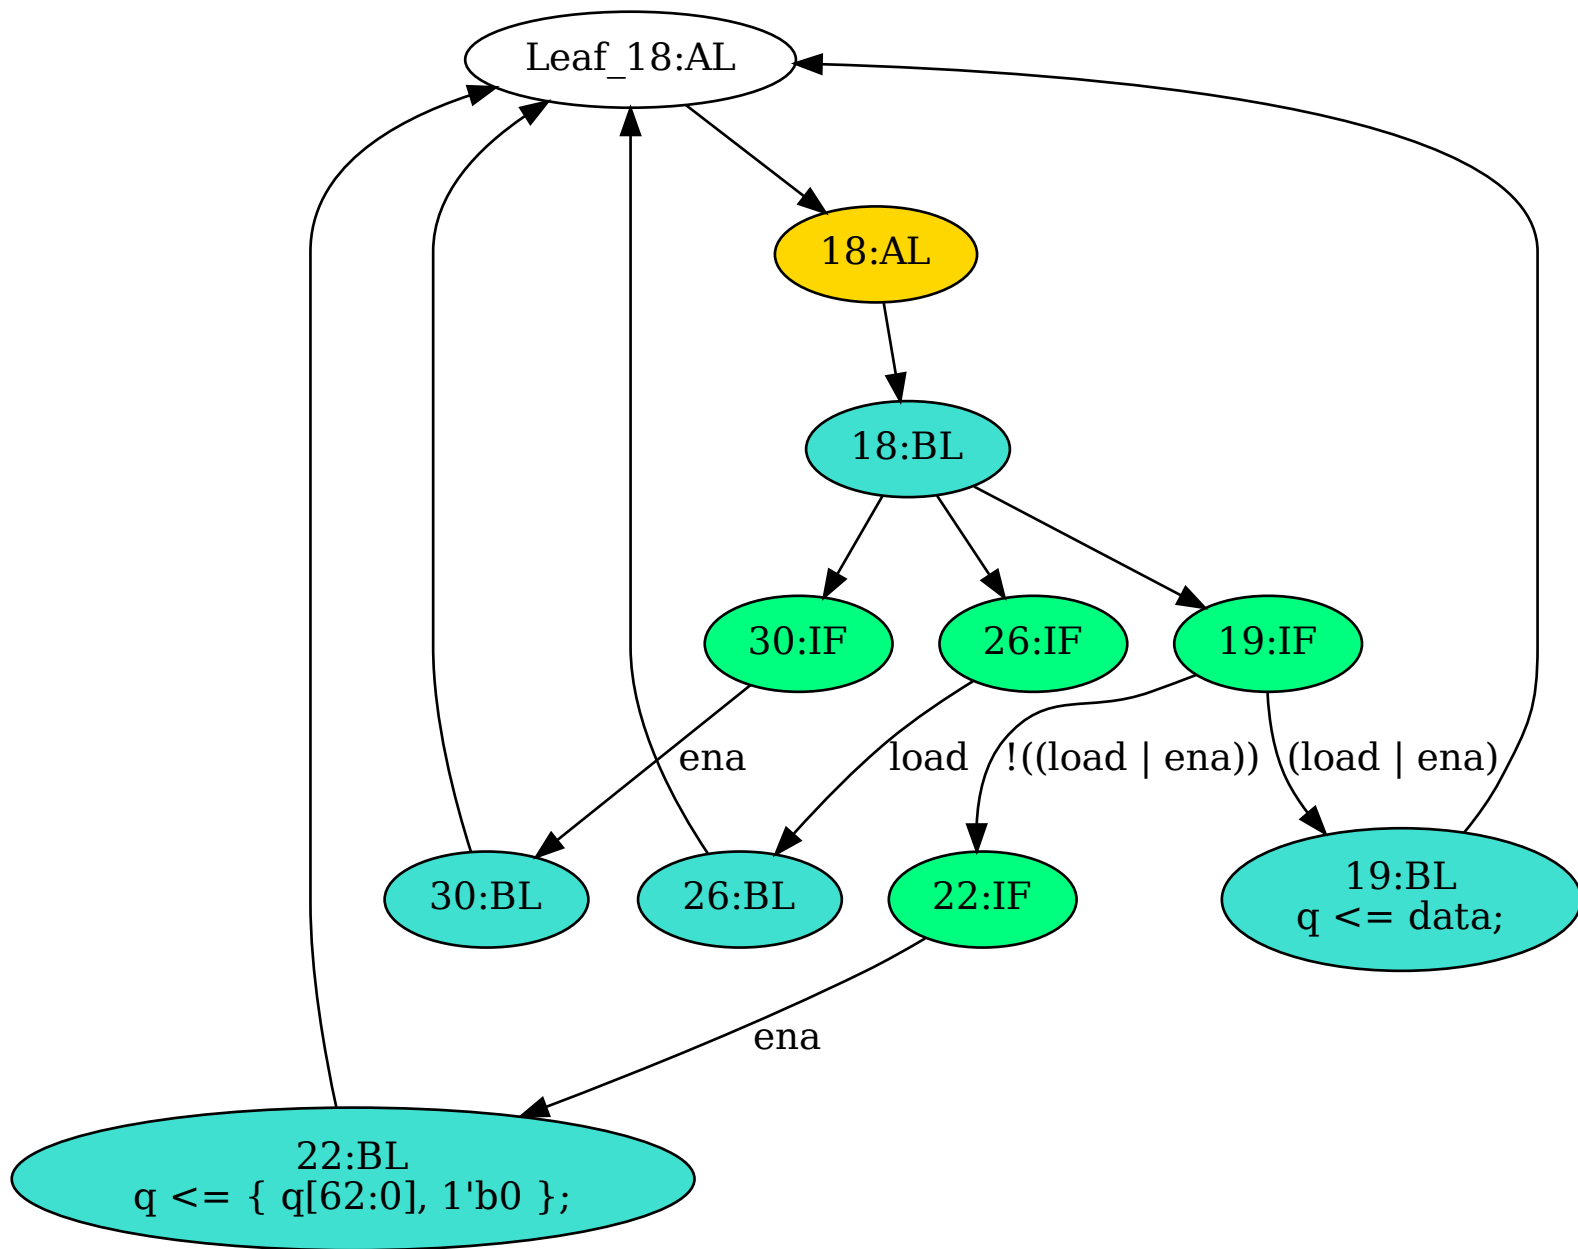 Leaf_18:AL
18:AL
18:BL
30:IF
26:IF
19:IF
ena
load
!((load | ena))
(load | ena)
30:BL
26:BL
22:IF
19:BL
q <= data;
ena
22:BL
q <= { q[62:0], 1'b0 };